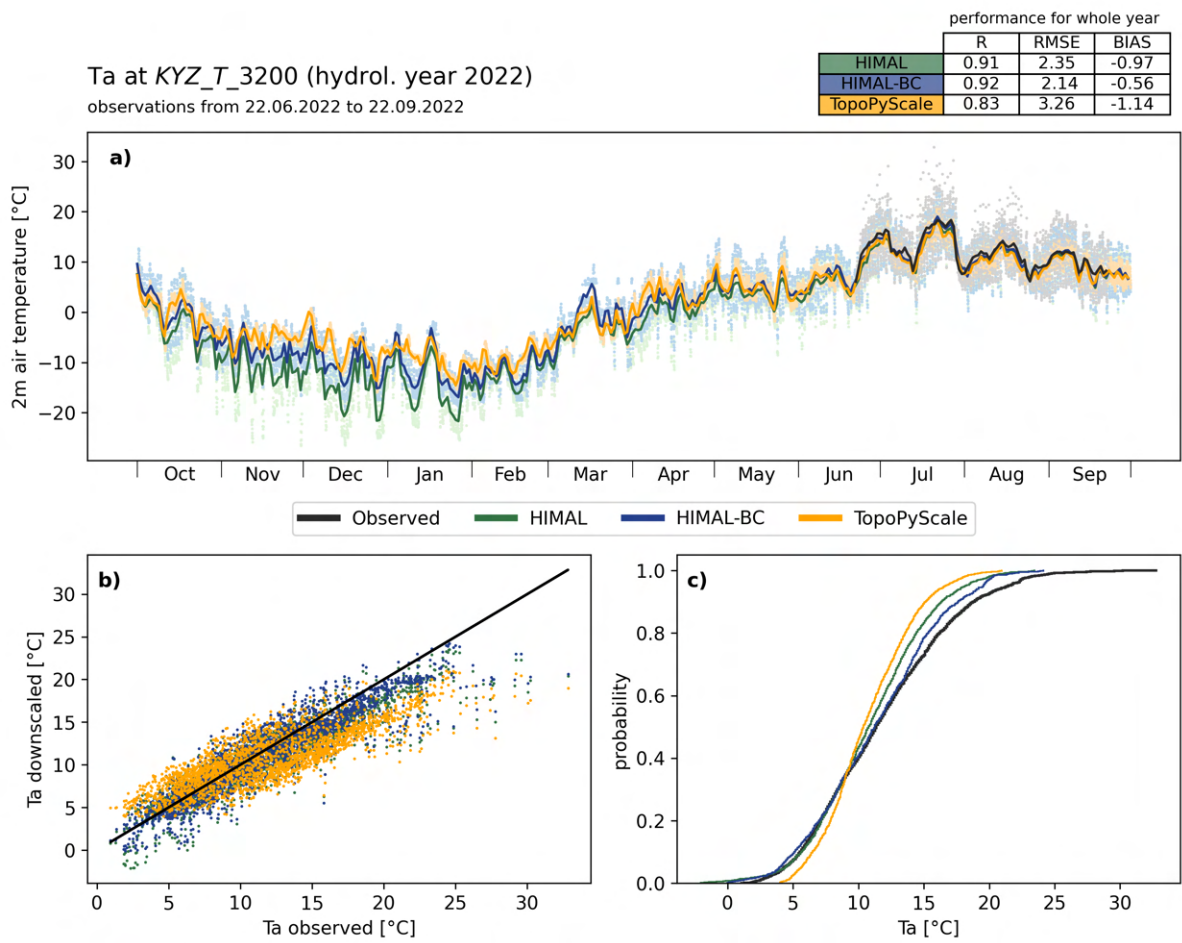 performance for whole year
R RMSE BIAS
HIMAL 0.91 2.35 -0.97
HIMAL-BC 0.92 2.14 -0.56
TopoPyScale 0.83 3.26 -1.14
Ta at KYZ_T_3200 (hydrol. year 2022)
observations from 22.06.2022 to 22.09.2022
a)
2m air temperature [°C]
30
20
10
0
−10
−20
Oct Nov Dec Jan Feb Mar Apr May Jun Jul Aug Sep
Observed HIMAL HIMAL-BC TopoPyScale
b)
Ta downscaled [°C]
30
25
20
15
10
5
0
0 5 10 15 20 25 30
Ta observed [°C]
c)
probability
1.0
0.8
0.6
0.4
0.2
0.0
0 5 10 15 20 25 30
Ta [°C]